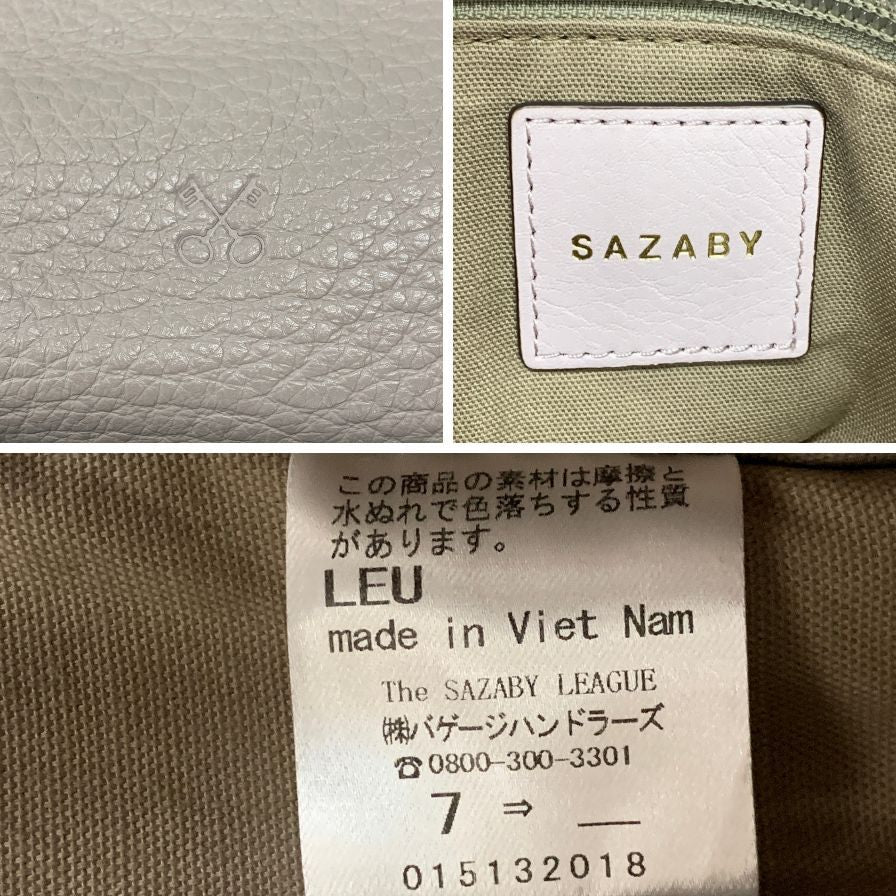 SAZABY
この商品の素材は摩擦と
水ぬれで色落ちする性質
があります。
LEU
made in Viet Nam
The SAZABY LEAGUE
㈱バゲージハンドラーズ
☎0800-300-3301
7 ⇒ __
015132018